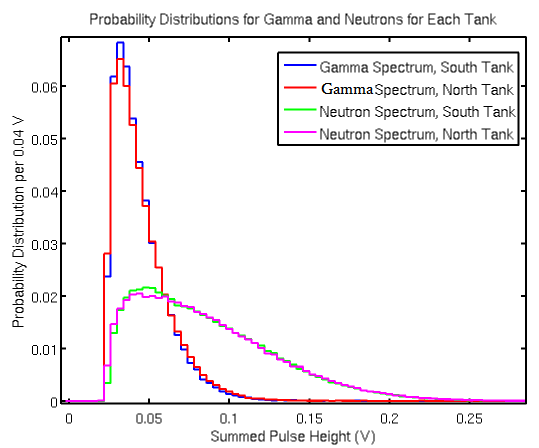 Probability Distributions for Gamma and Neutrons for Each Tank
Gamma Spectrum, South Tank
Gamma Spectrum, North Tank
Neutron Spectrum, South Tank
Neutron Spectrum, North Tank
Probability Distribution per 0.04 V
0.06
0.05
0.04
0.03
0.02
0.01
0
0 0.05 0.1 0.15 0.2 0.25
Summed Pulse Height (V)